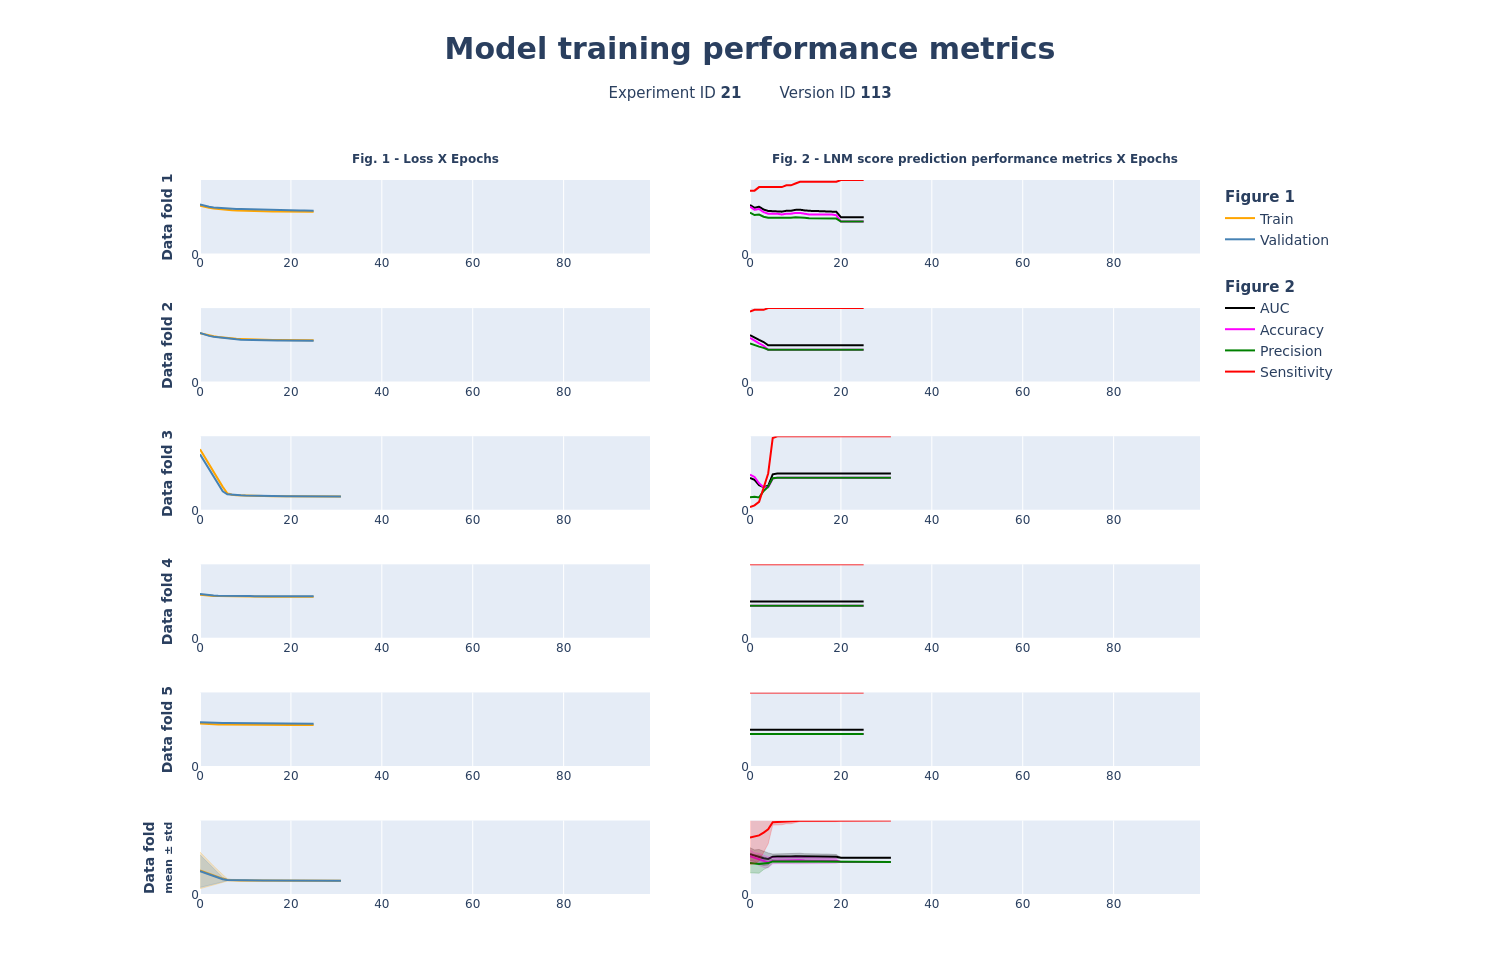 Model training performance metrics
Experiment ID 21 Version ID 113
Fig. 1 - Loss X Epochs
Fig. 2 - LNM score prediction performance metrics X Epochs
Data fold 1
0
0 20 40 60 80
0
0 20 40 60 80
Figure 1
Train
Validation
Figure 2
AUC
Accuracy
Precision
Sensitivity
Data fold 2
0
0 20 40 60 80
0
0 20 40 60 80
Data fold 3
0
0 20 40 60 80
0
0 20 40 60 80
Data fold 4
0
0 20 40 60 80
0
0 20 40 60 80
Data fold 5
0
0 20 40 60 80
0
0 20 40 60 80
Data fold
mean ± std
0
0 20 40 60 80
0
0 20 40 60 80